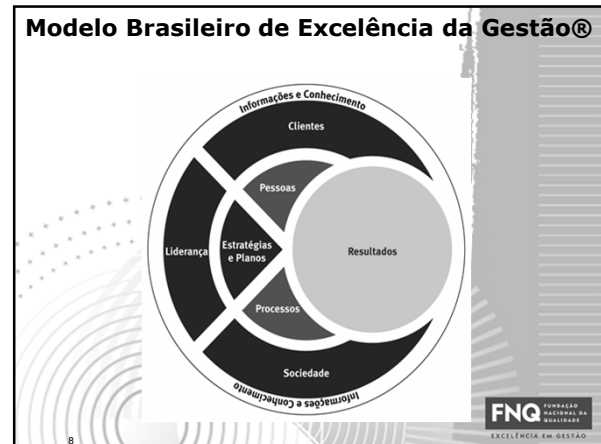 Modelo Brasileiro de Excelência da Gestão®
Informações e Conhecimento
Clientes
Pessoas
Liderança
Estratégias
e Planos
Resultados
Processos
Sociedade
Informações e Conhecimento
FNQ
FUNDAÇÃO
NACIONAL DA
QUALIDADE
EXCELÊNCIA EM GESTÃO
8